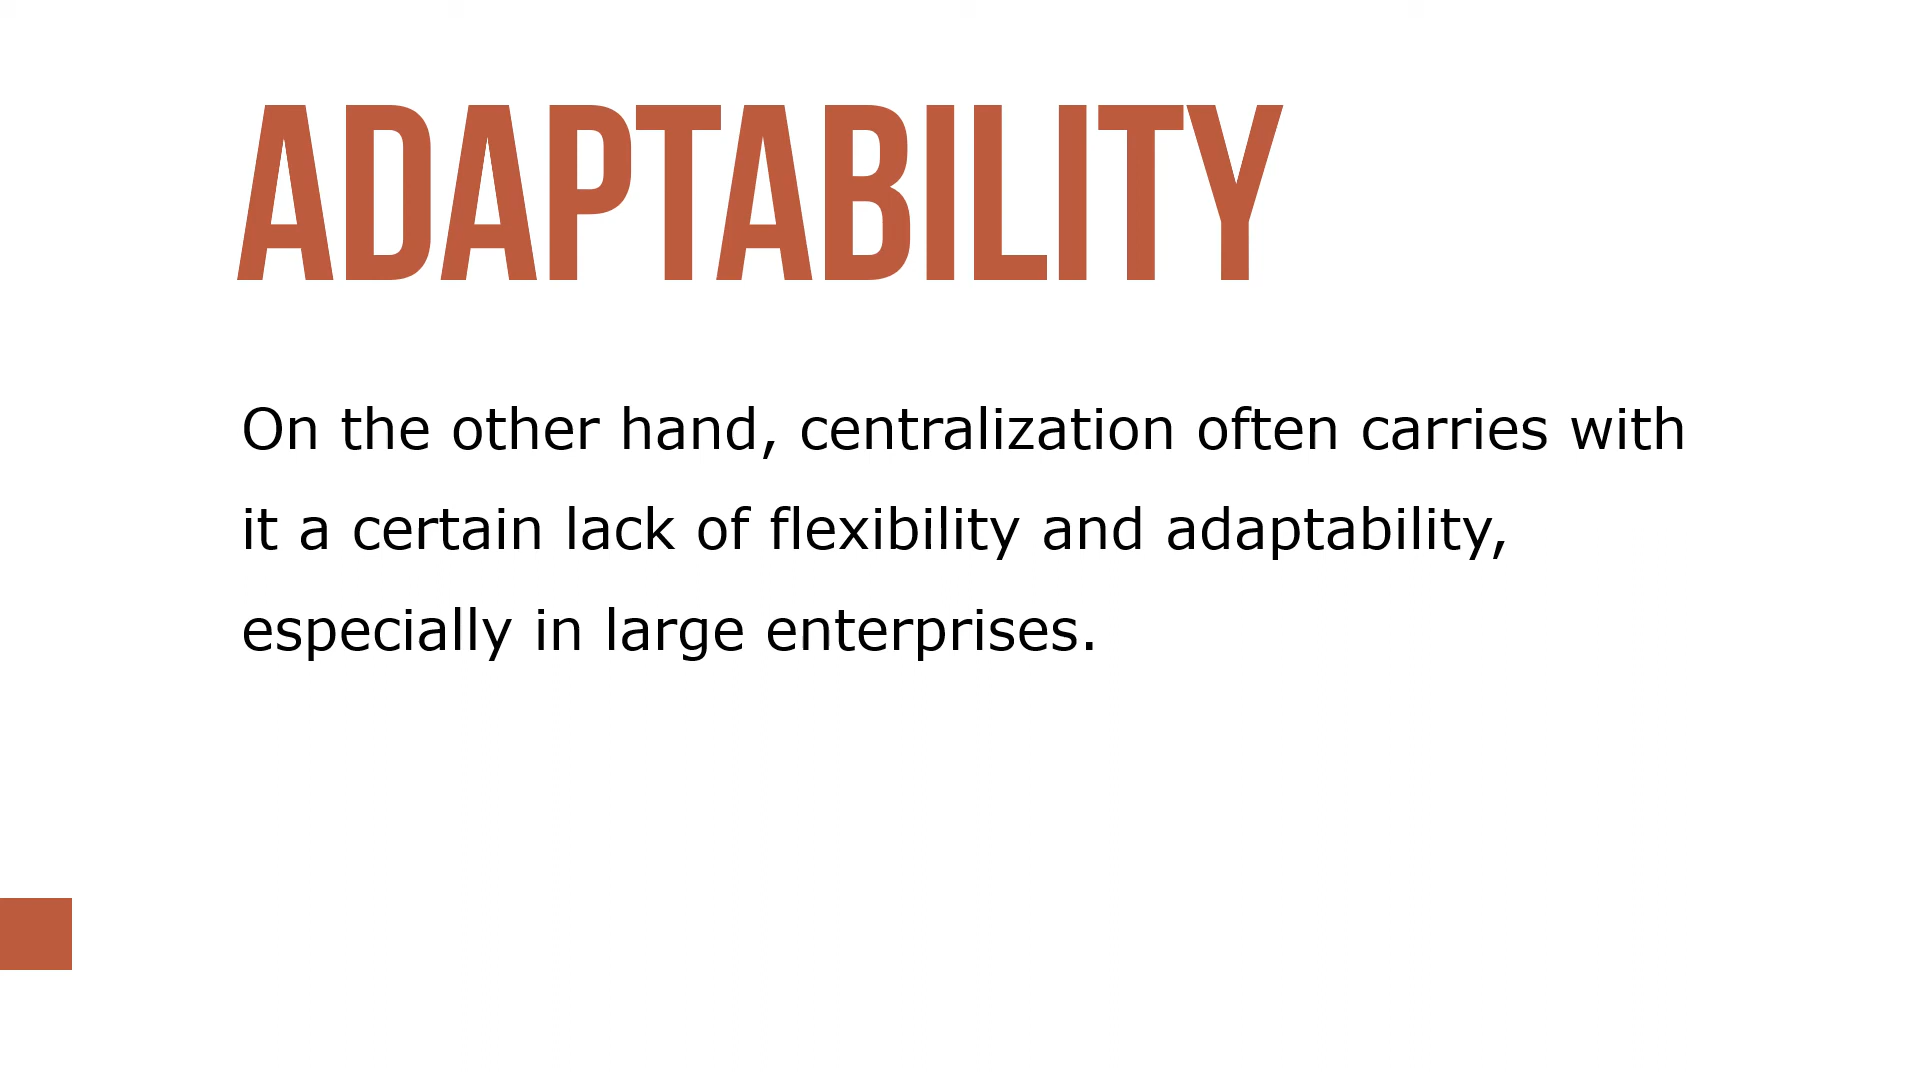 ADAPTABILITY
On the other hand, centralization often carries with
it a certain lack of flexibility and adaptability,
especially in large enterprises.